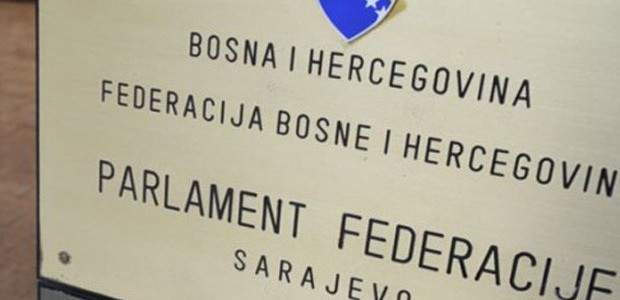 BOSNA I HERCEGOVINA
FEDERACIJA BOSNE I HERCEGOVIN
PARLAMENT FEDERACIJE
SARAJEVO